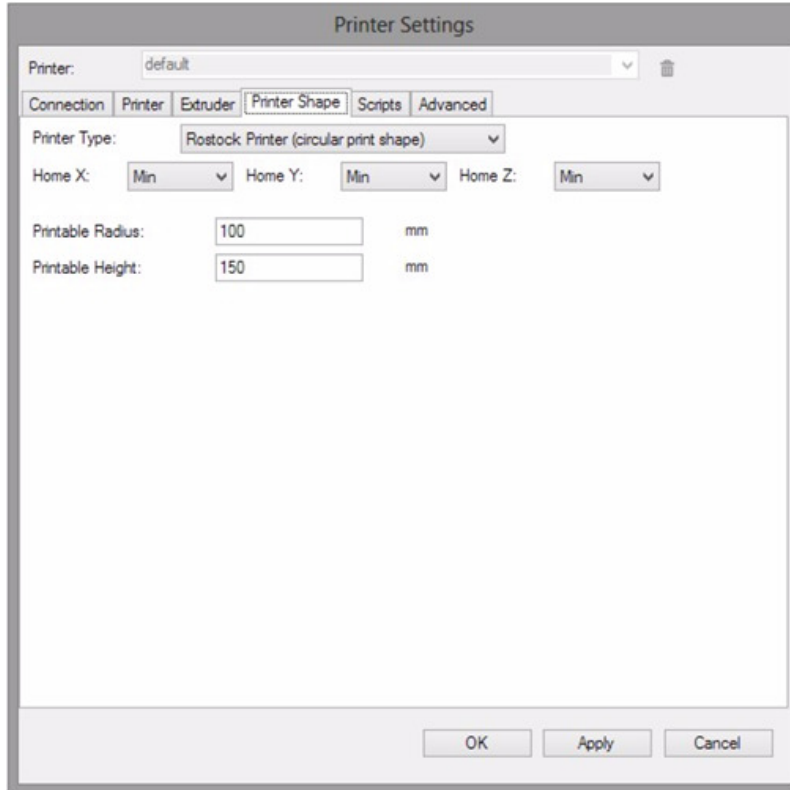 Printer Settings
Printer: default
Connection Printer Extruder Printer Shape Scripts Advanced
Printer Type: Rostock Printer (circular print shape)
Home X: Min Home Y: Min Home Z: Min
Printable Radius: 100 mm
Printable Height: 150 mm
OK Apply Cancel